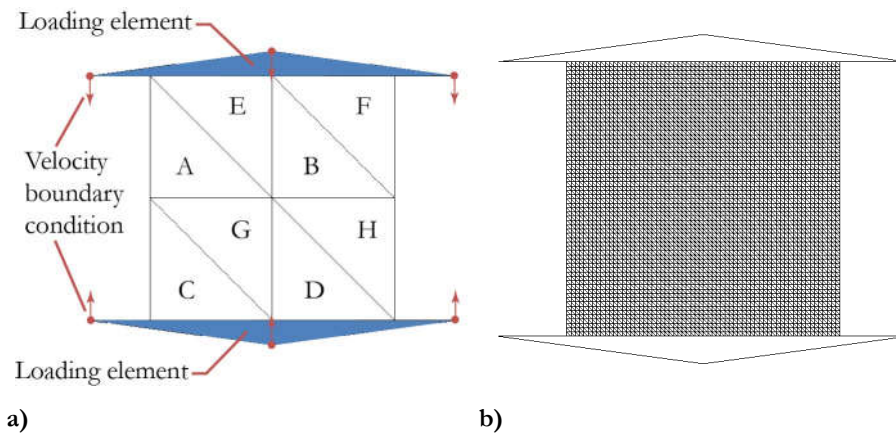 Loading element
E
F
A
B
Velocity
boundary
condition
G
H
C
D
Loading element
a)
b)